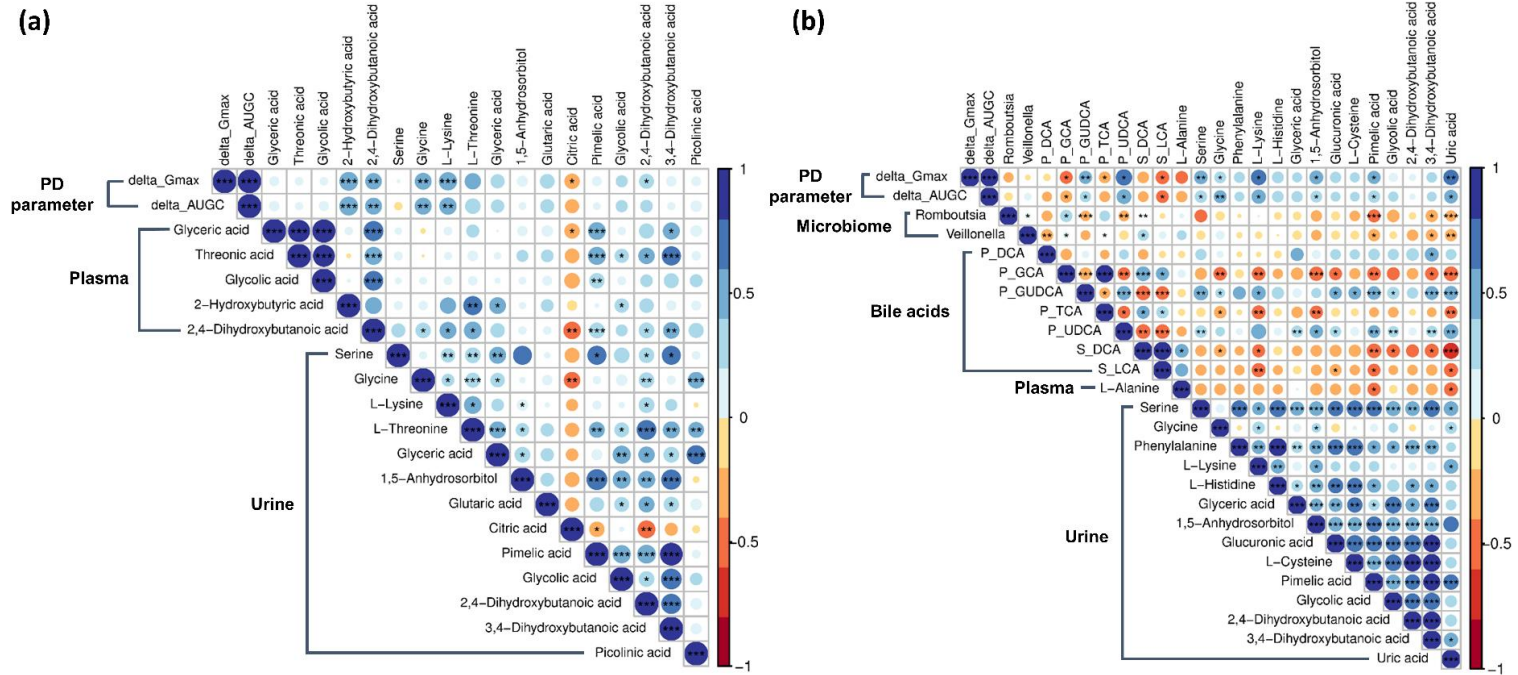 (a)
delta_Gmax
delta_AUGC
Glyceric acid
Threonic acid
Glycolic acid
2-Hydroxybutyric acid
2,4-Dihydroxybutanoic acid
Serine
Glycine
L-Lysine
L-Threonine
Glyceric acid
1,5-Anhydrosorbitol
Glutaric acid
Citric acid
Pimelic acid
Glycolic acid
2,4-Dihydroxybutanoic acid
3,4-Dihydroxybutanoic acid
Picolinic acid
PD parameter
delta_Gmax
delta_AUGC
Plasma
Glyceric acid
Threonic acid
Glycolic acid
2-Hydroxybutyric acid
2,4-Dihydroxybutanoic acid
Urine
Serine
Glycine
L-Lysine
L-Threonine
Glyceric acid
1,5-Anhydrosorbitol
Glutaric acid
Citric acid
Pimelic acid
Glycolic acid
2,4-Dihydroxybutanoic acid
3,4-Dihydroxybutanoic acid
Picolinic acid
1
0.5
0
-0.5
-1
(b)
delta_Gmax
delta_AUGC
Romboutsia
Veillonella
P_DCA
P_GCA
P_GUDCA
P_TCA
P_UDCA
S_DCA
S_LCA
L-Alanine
Serine
Glycine
Phenylalanine
L-Lysine
L-Histidine
Glyceric acid
1,5-Anhydrosorbitol
Glucuronic acid
L-Cysteine
Pimelic acid
Glycolic acid
2,4-Dihydroxybutanoic acid
3,4-Dihydroxybutanoic acid
Uric acid
PD parameter
delta_Gmax
delta_AUGC
Microbiome
Romboutsia
Veillonella
Bile acids
P_DCA
P_GCA
P_GUDCA
P_TCA
P_UDCA
S_DCA
S_LCA
Plasma
L-Alanine
Urine
Serine
Glycine
Phenylalanine
L-Lysine
L-Histidine
Glyceric acid
1,5-Anhydrosorbitol
Glucuronic acid
L-Cysteine
Pimelic acid
Glycolic acid
2,4-Dihydroxybutanoic acid
3,4-Dihydroxybutanoic acid
Uric acid
1
0.5
0
-0.5
-1